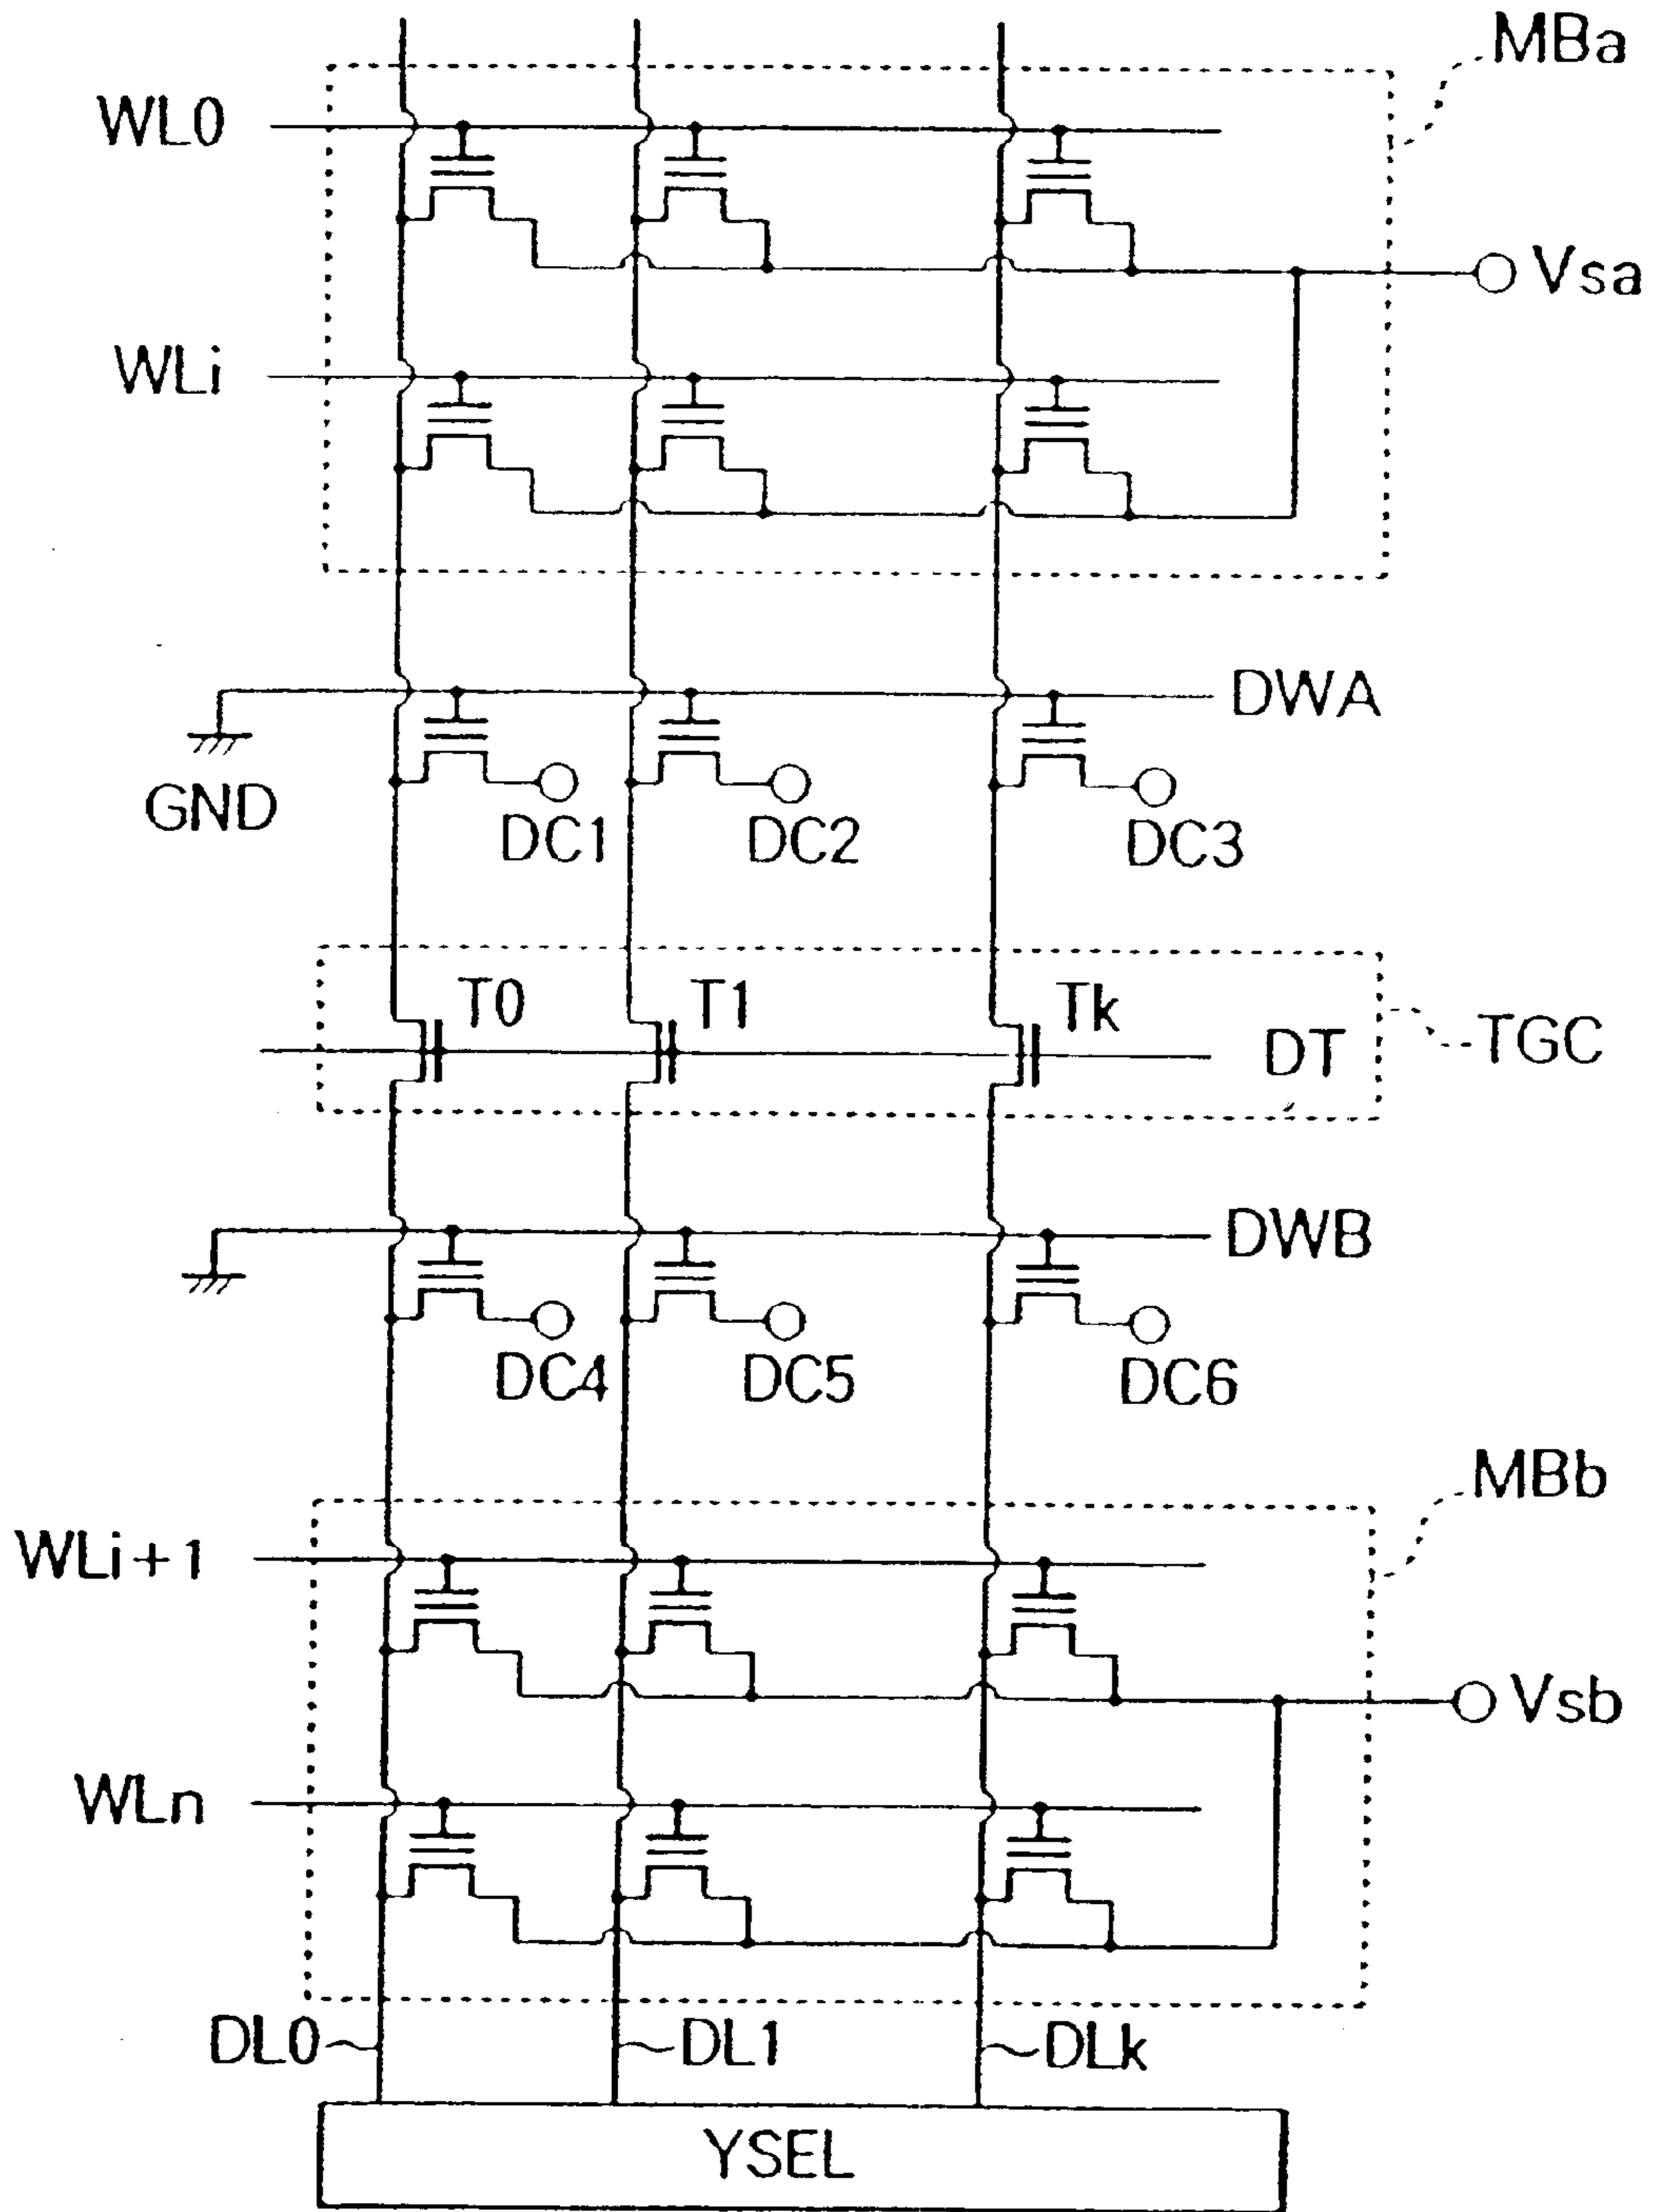 MBa
WL0
Vsa
WLi
DWA
GND
DC1 DC2 DC3
T0 T1 Tk
DT TGC
DWB
DC4 DC5 DC6
MBb
WLi+1
Vsb
WLn
DL0 DL1 DLk
YSEL